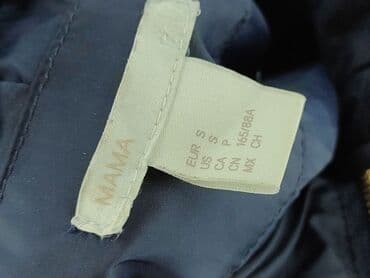 MAMA
EUR S
US S
CA P
CN 165/88A
MX CH